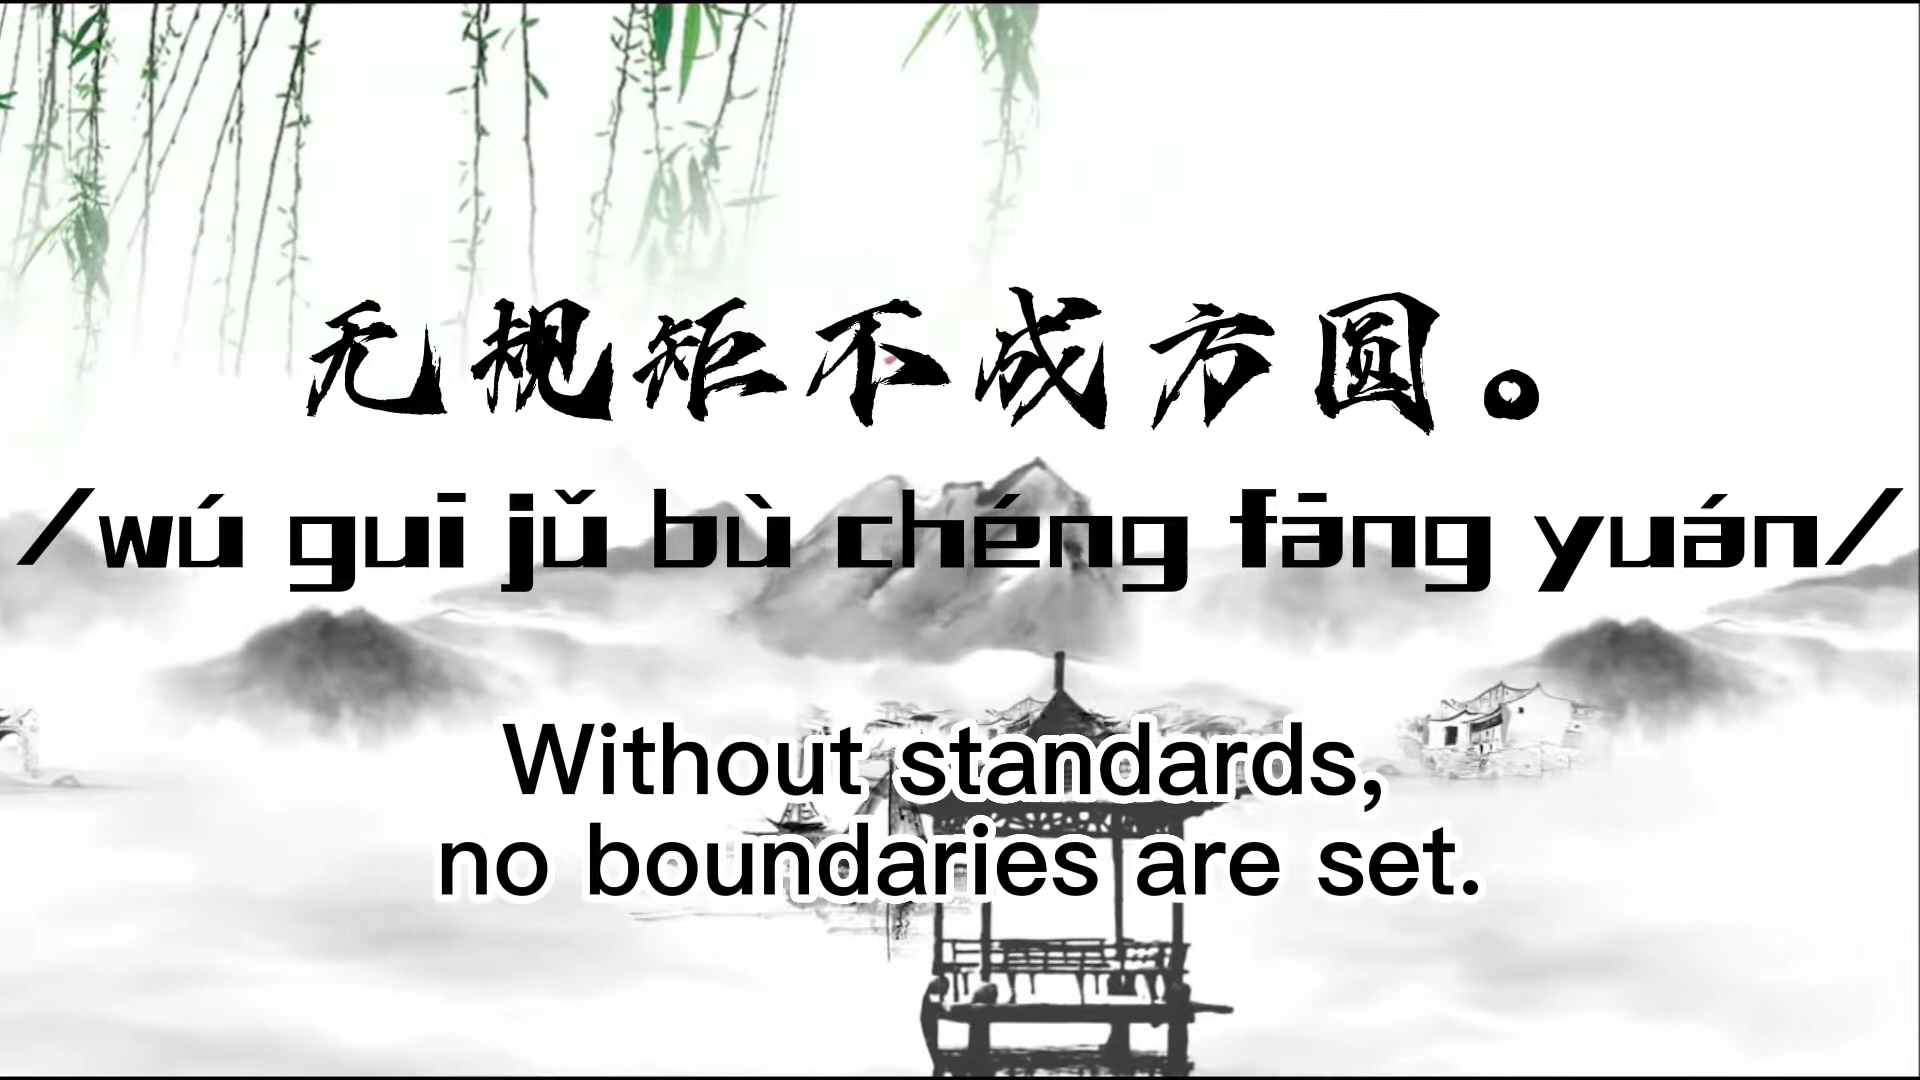 无规矩不成方圆。
/wú guī jǔ bù chéng fāng yuán/
Without standards,
no boundaries are set.